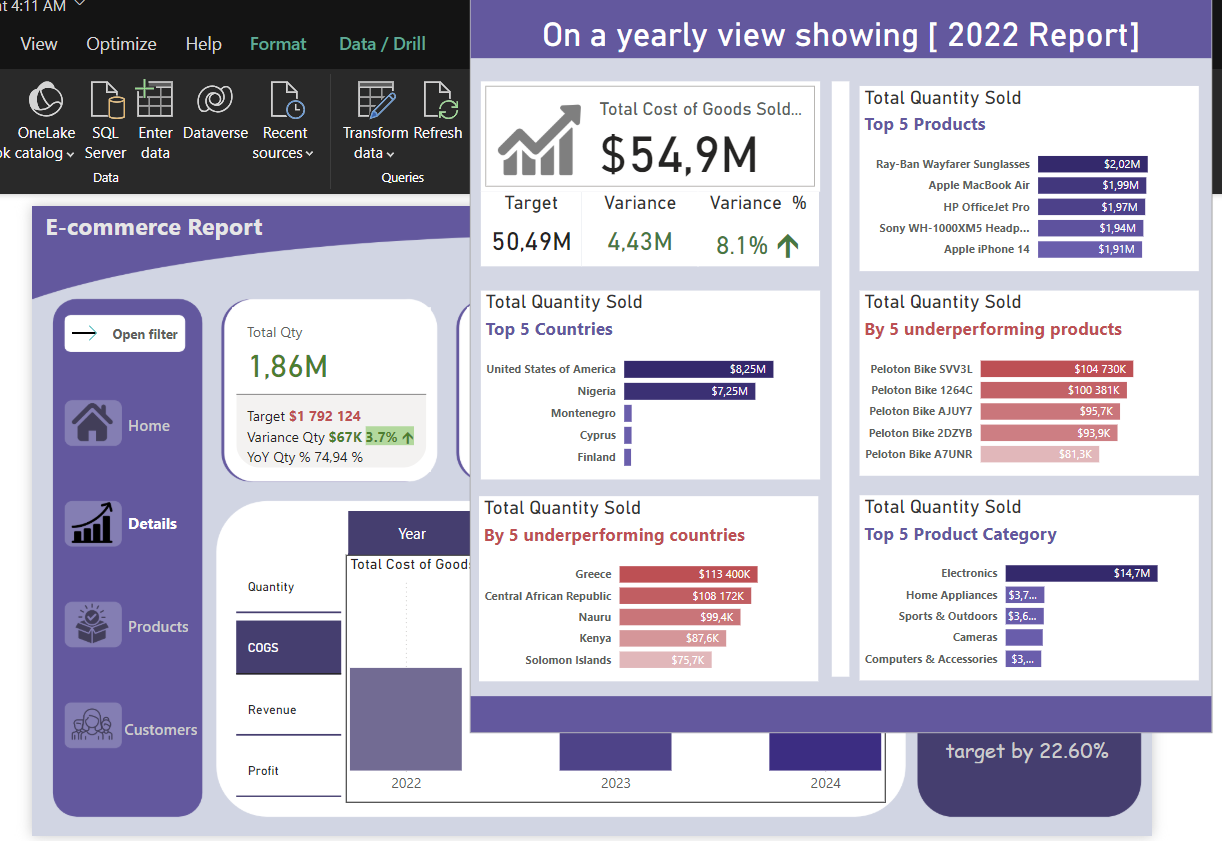 at 4:11 AM
View Optimize Help Format Data / Drill
OneLake
ok catalog
SQL
Server
Enter
data
Dataverse
Recent
sources
Data
Transform
data
Refresh
Queries
E-commerce Report
Open filter
Home
Details
Products
Customers
Total Qty
1,86M
Target $1 792 124
Variance Qty $67K 3.7%
YoY Qty % 74,94 %
Quantity
COGS
Revenue
Profit
Year
Total Cost of Goods
2022
2023
2024
target by 22.60%
On a yearly view showing [ 2022 Report]
Total Cost of Goods Sold...
$54,9M
Target Variance Variance %
50,49M 4,43M 8.1%
Total Quantity Sold
Top 5 Countries
United States of America $8,25M
Nigeria $7,25M
Montenegro
Cyprus
Finland
Total Quantity Sold
By 5 underperforming countries
Greece $113 400K
Central African Republic $108 172K
Nauru $99,4K
Kenya $87,6K
Solomon Islands $75,7K
Total Quantity Sold
Top 5 Products
Ray-Ban Wayfarer Sunglasses $2,02M
Apple MacBook Air $1,99M
HP OfficeJet Pro $1,97M
Sony WH-1000XM5 Headp... $1,94M
Apple iPhone 14 $1,91M
Total Quantity Sold
By 5 underperforming products
Peloton Bike SVV3L $104 730K
Peloton Bike 1264C $100 381K
Peloton Bike AJUY7 $95,7K
Peloton Bike 2DZYB $93,9K
Peloton Bike A7UNR $81,3K
Total Quantity Sold
Top 5 Product Category
Electronics $14,7M
Home Appliances $3,7...
Sports & Outdoors $3,6...
Cameras
Computers & Accessories $3,...